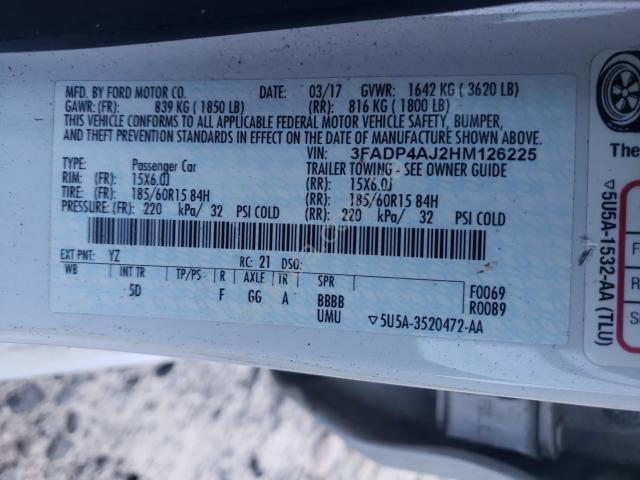 MFD. BY FORD MOTOR CO. DATE: 03/17 GVWR: 1642 KG ( 3620 LB)
GAWR:(FR): 839 KG ( 1850 LB) (RR): 816 KG ( 1800 LB)
THIS VEHICLE CONFORMS TO ALL APPLICABLE FEDERAL MOTOR VEHICLE SAFETY, BUMPER,
AND THEFT PREVENTION STANDARDS IN EFFECT ON THE DATE OF MANUFACTURE SHOWN ABOVE.
VIN: 3FADP4AJ2HM126225
TYPE: Passenger Car TRAILER TOWING - SEE OWNER GUIDE
RIM: (FR): 15X6.0J (RR): 15X6.0J
TIRE: (FR): 185/60R15 84H (RR): 185/60R15 84H
PRESSURE:(FR): 220 kPa/ 32 PSI COLD (RR): 220 kPa/ 32 PSI COLD
EXT PNT: YZ RC: 21 DSO:
WB INT TR TP/PS R AXLE TR SPR
5D F GG A BBBB F0069
UMU R0089
▽5U5A-3520472-AA
▽5U5A-1532-AA (TLU)